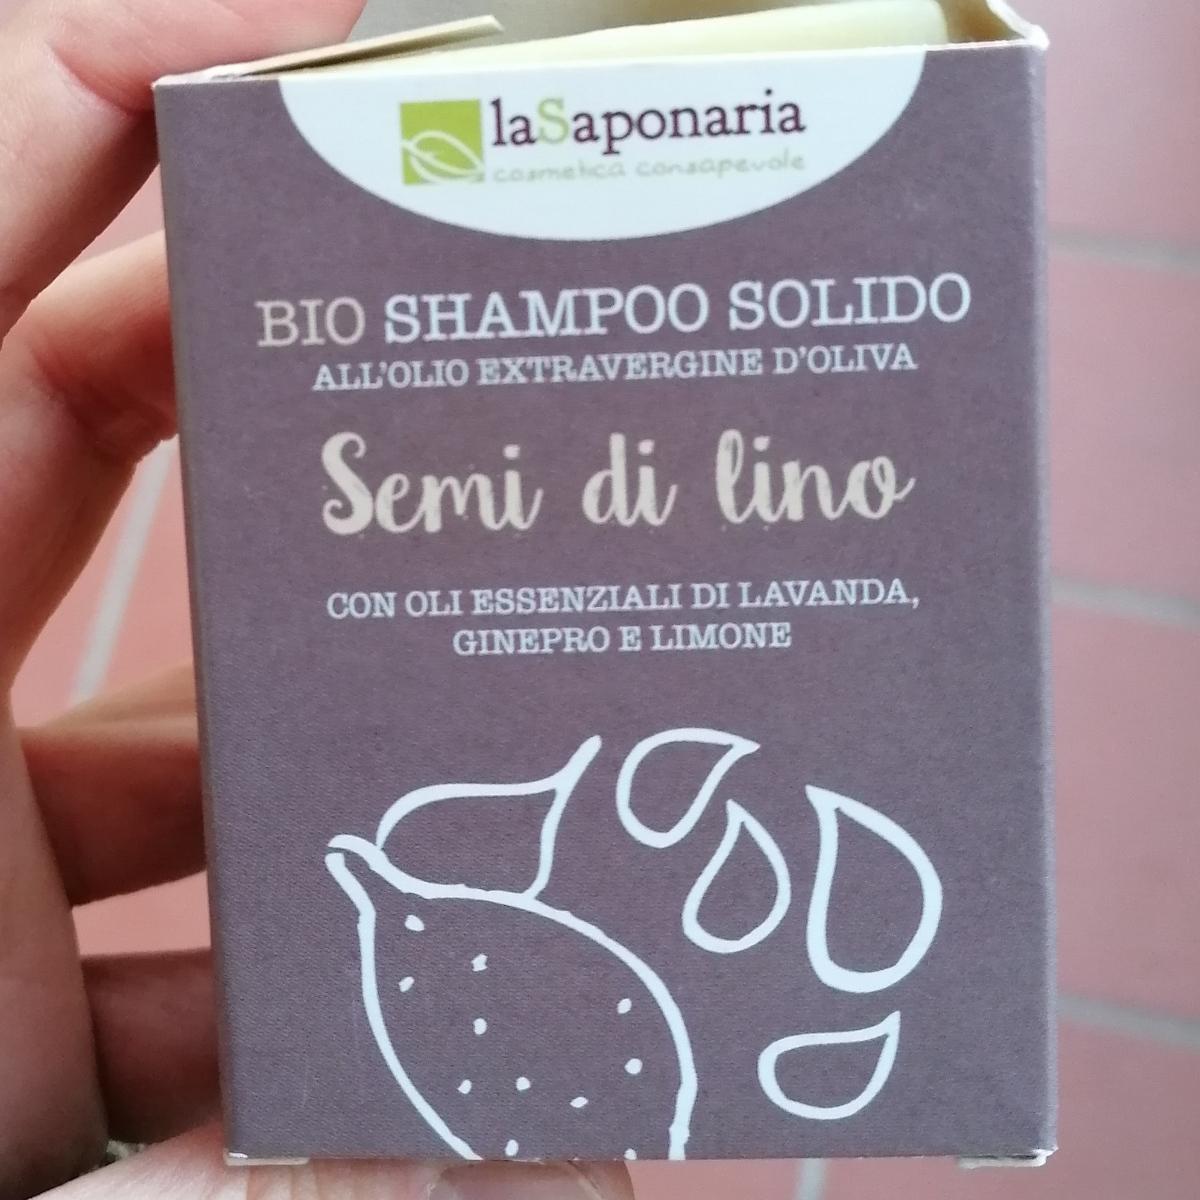 laSaponaria
cosmetica consapevole
BIO SHAMPOO SOLIDO
ALL'OLIO EXTRAVERGINE D'OLIVA
Semi di lino
CON OLI ESSENZIALI DI LAVANDA,
GINEPRO E LIMONE